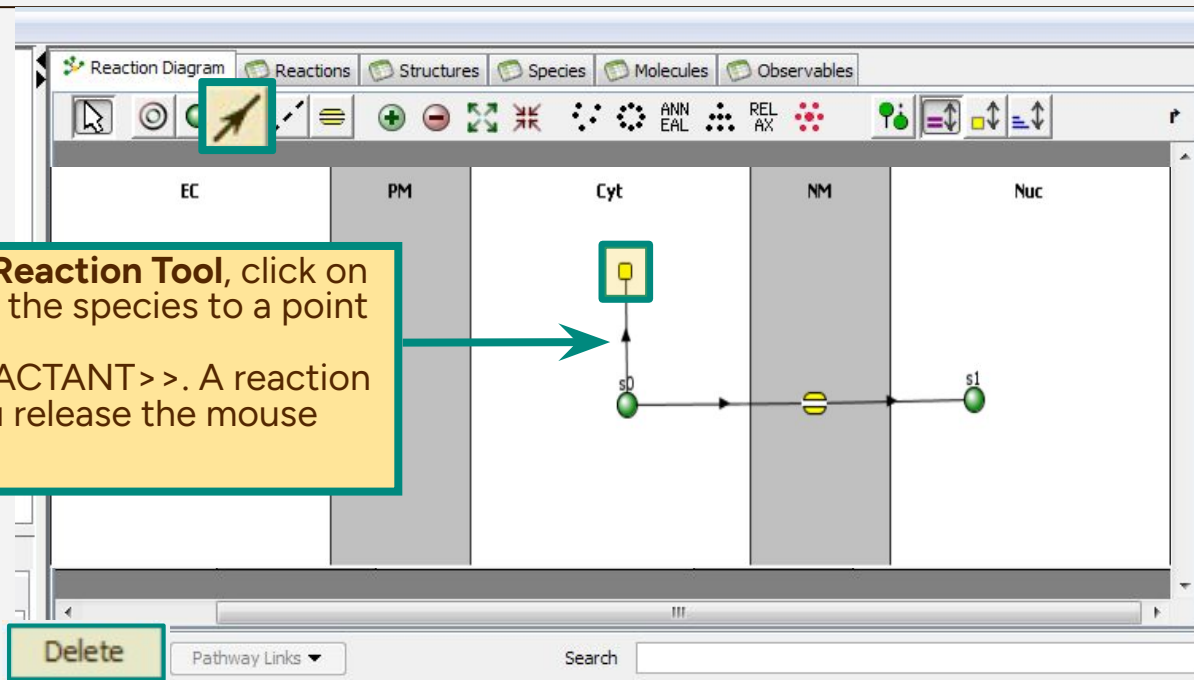 Reaction Diagram Reactions Structures Species Molecules Observables
ANN EAL REL AX
EC PM Cyt NM Nuc
Reaction Tool, click on
the species to a point
ACTANT>>. A reaction
release the mouse
s0
s1
Delete Pathway Links Search